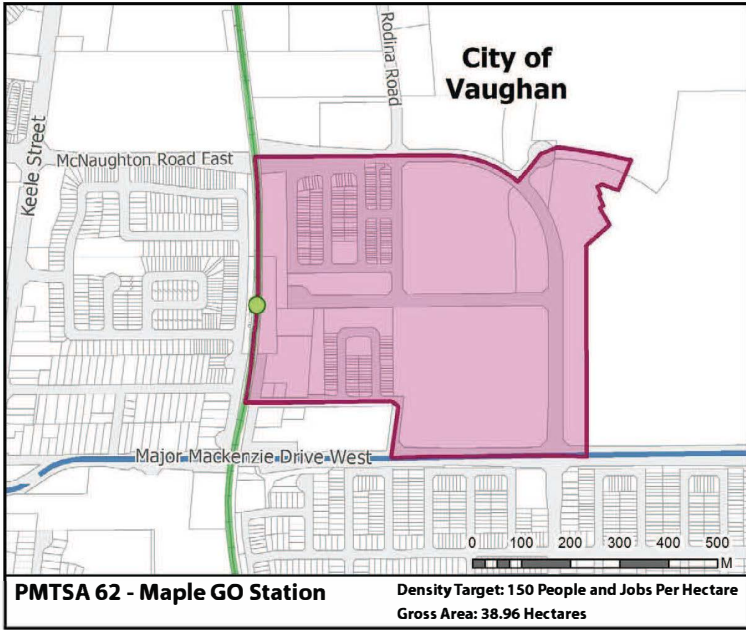 City of
Vaughan
Rodina Road
Keele Street
McNaughton Road East
Major Mackenzie Drive West
0 100 200 300 400 500
M
PMTSA 62 - Maple GO Station
Density Target: 150 People and Jobs Per Hectare
Gross Area: 38.96 Hectares